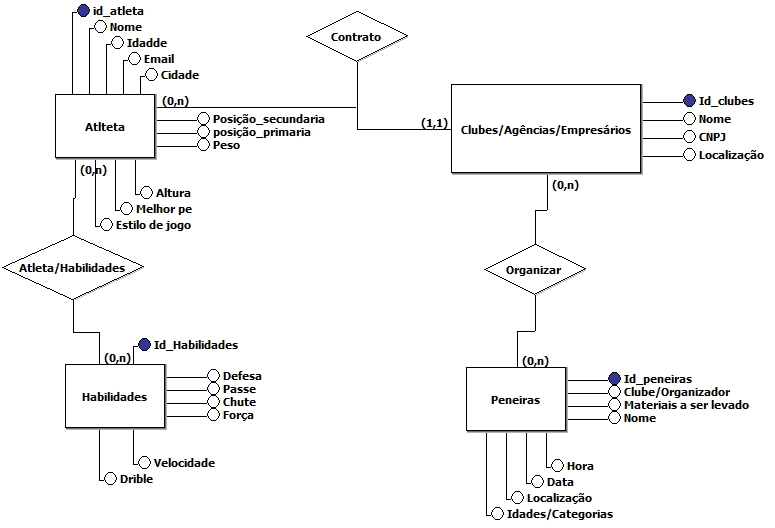 id_atleta
Nome
Idadde
Email
Cidade
Contrato
(0,n)
Atlteta
Posição_secundaria
posição_primaria
Peso
(1,1)
Clubes/Agências/Empresários
Id_clubes
Nome
CNPJ
Localização
(0,n)
Altura
Melhor pe
Estilo de jogo
(0,n)
Atleta/Habilidades
Organizar
Id_Habilidades
(0,n)
Habilidades
Defesa
Passe
Chute
Força
Velocidade
Drible
(0,n)
Peneiras
Id_peneiras
Clube/Organizador
Materiais a ser levado
Nome
Hora
Data
Localização
Idades/Categorias